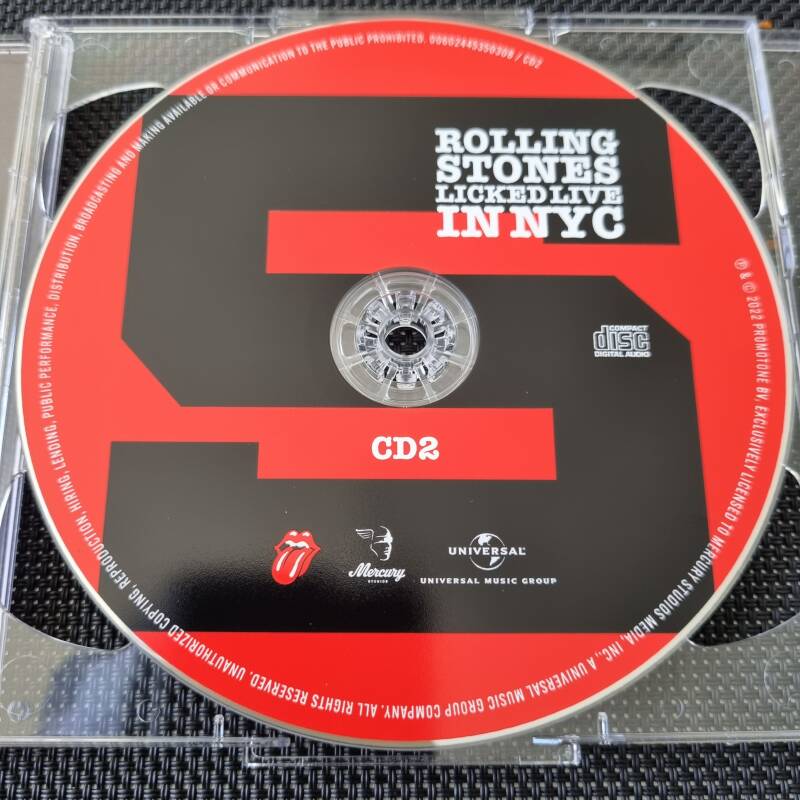 ROLLING
STONES
LICKED LIVE
IN NYC
COMPACT
disc
DIGITAL AUDIO
CD2
Mercury
STUDIOS
UNIVERSAL
UNIVERSAL MUSIC GROUP
℗ & © 2022 PROMOTONE BV, EXCLUSIVELY LICENSED TO MERCURY STUDIOS MEDIA, INC., A UNIVERSAL MUSIC GROUP COMPANY. ALL RIGHTS RESERVED. UNAUTHORIZED COPYING, REPRODUCTION, HIRING, LENDING, PUBLIC PERFORMANCE, DISTRIBUTION, BROADCASTING AND MAKING AVAILABLE OR COMMUNICATION TO THE PUBLIC PROHIBITED. 00602445350308 / CD2